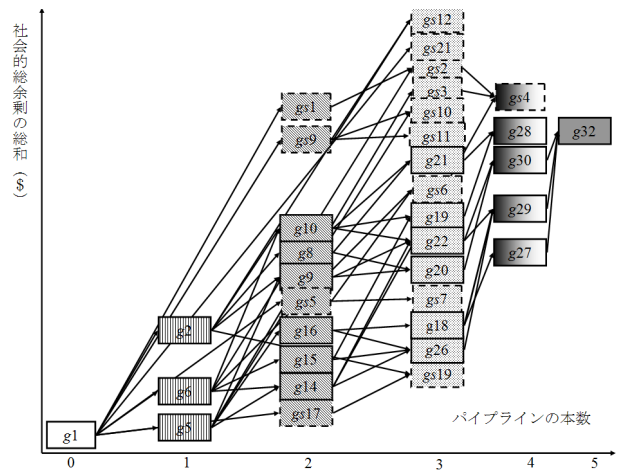 社会的総余剰の総和($)
gs12
gs21
gs2
gs3
gs10
gs11
g21
gs6
g19
g22
g20
gs7
g18
g26
gs19
gs4
g28
g30
g29
g27
g32
gs1
gs9
g10
g8
g9
gs5
g16
g15
g14
gs17
g2
g6
g5
g1
パイプラインの本数
0 1 2 3 4 5